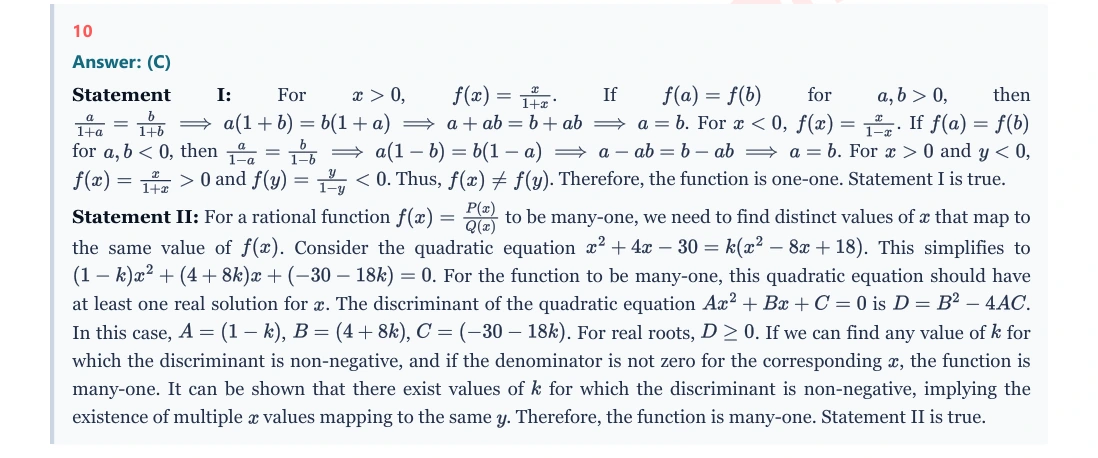 10
Answer: (C)
Statement I: For x > 0, f(x) = x/(1+x). If f(a) = f(b) for a, b > 0, then
a/(1+a) = b/(1+b) ⟹ a(1 + b) = b(1 + a) ⟹ a + ab = b + ab ⟹ a = b. For x < 0, f(x) = x/(1−x). If f(a) = f(b)
for a, b < 0, then a/(1−a) = b/(1−b) ⟹ a(1 − b) = b(1 − a) ⟹ a − ab = b − ab ⟹ a = b. For x > 0 and y < 0,
f(x) = x/(1+x) > 0 and f(y) = y/(1−y) < 0. Thus, f(x) ≠ f(y). Therefore, the function is one-one. Statement I is true.
Statement II: For a rational function f(x) = P(x)/Q(x) to be many-one, we need to find distinct values of x that map to
the same value of f(x). Consider the quadratic equation x² + 4x − 30 = k(x² − 8x + 18). This simplifies to
(1 − k)x² + (4 + 8k)x + (−30 − 18k) = 0. For the function to be many-one, this quadratic equation should have
at least one real solution for x. The discriminant of the quadratic equation Ax² + Bx + C = 0 is D = B² − 4AC.
In this case, A = (1 − k), B = (4 + 8k), C = (−30 − 18k). For real roots, D ≥ 0. If we can find any value of k for
which the discriminant is non-negative, and if the denominator is not zero for the corresponding x, the function is
many-one. It can be shown that there exist values of k for which the discriminant is non-negative, implying the
existence of multiple x values mapping to the same y. Therefore, the function is many-one. Statement II is true.